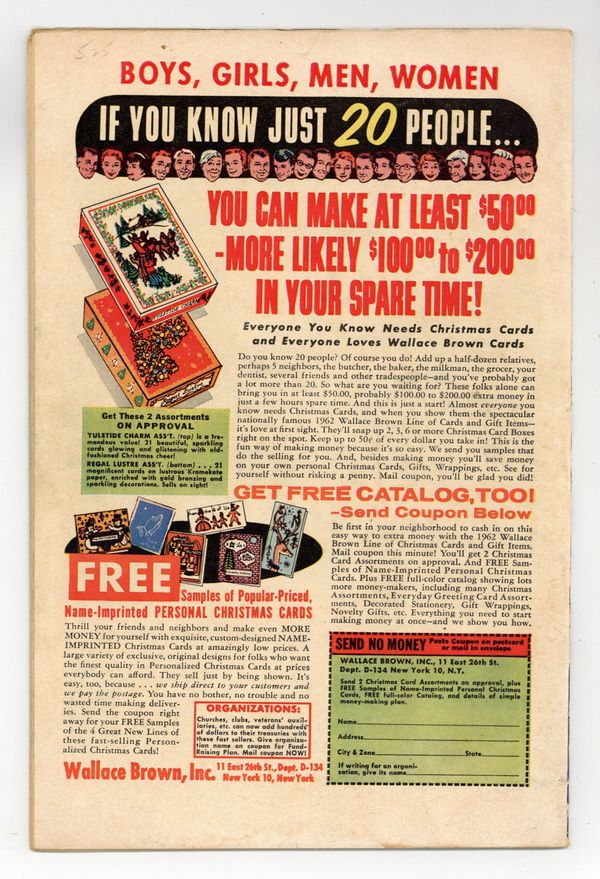 525
BOYS, GIRLS, MEN, WOMEN
IF YOU KNOW JUST 20 PEOPLE...
YOU CAN MAKE AT LEAST $50⁰⁰
-MORE LIKELY $100⁰⁰ to $200⁰⁰
IN YOUR SPARE TIME!
Everyone You Know Needs Christmas Cards
and Everyone Loves Wallace Brown Cards
Do you know 20 people? Of course you do! Add up a half-dozen relatives,
perhaps 5 neighbors, the butcher, the baker, the milkman, the grocer, your
dentist, several friends and other tradespeople—and you've probably got
a lot more than 20. So what are you waiting for? These folks alone can
bring you in at least $50.00, probably $100.00 to $200.00 extra money in
just a few hours spare time. And this is just a start! Almost everyone you
know needs Christmas Cards, and when you show them the spectacular
nationally famous 1962 Wallace Brown Line of Cards and Gift Items—
it's love at first sight. They'll snap up 2, 3, 6 or more Christmas Card Boxes
right on the spot. Keep up to 50¢ of every dollar you take in! This is the
fun way of making money because it's so easy. We send you samples that
do the selling for you. And, besides making money you'll save money
on your own personal Christmas Cards, Gifts, Wrappings, etc. See for
yourself without risking a penny. Mail coupon, you'll be glad you did!
Get These 2 Assortments
ON APPROVAL
YULETIDE CHARM ASS'T. (top) is a tre-
mendous value! 21 beautiful, sparkling
cards glowing and glistening with old-
fashioned Christmas cheer!
REGAL LUSTRE ASS'T. (bottom) . . . 21
magnificent cards on lustrous Kromekote
paper, enriched with gold bronzing and
sparkling decorations. Sells on sight!
GET FREE CATALOG, TOO!
-Send Coupon Below
Be first in your neighborhood to cash in on this
easy way to extra money with the 1962 Wallace
Brown Line of Christmas Cards and Gift Items.
Mail coupon this minute! You'll get 2 Christmas
Card Assortments on approval. And FREE Sam-
ples of Name-Imprinted Personal Christmas
Cards. Plus FREE full-color catalog showing lots
more money-makers, including many Christmas
Assortments, Everyday Greeting Card Assort-
ments, Decorated Stationery, Gift Wrappings,
Novelty Gifts, etc. Everything you need to start
making money at once—and we show you how.
FREE
Samples of Popular-Priced,
Name-Imprinted PERSONAL CHRISTMAS CARDS
Thrill your friends and neighbors and make even MORE
MONEY for yourself with exquisite, custom-designed NAME-
IMPRINTED Christmas Cards at amazingly low prices. A
large variety of exclusive, original designs for folks who want
the finest quality in Personalized Christmas Cards at prices
everybody can afford. They sell just by being shown. It's
easy, too, because . . . we ship direct to your customers and
we pay the postage. You have no bother, no trouble and no
wasted time making deliver-
ies. Send the coupon right
away for your FREE Samples
of the 4 Great New Lines of
these fast-selling Person-
alized Christmas Cards!
ORGANIZATIONS:
Churches, clubs, veterans' auxil-
iaries, etc. can now add hundreds
of dollars to their treasuries with
these fast sellers. Give organiza-
tion name on coupon for Fund-
Raising Plan. Mail coupon NOW!
Wallace Brown, Inc. 11 East 26th St., Dept. D-134
New York 10, New York
SEND NO MONEY Paste Coupon on postcard
or mail in envelope
WALLACE BROWN, INC., 11 East 26th St.
Dept. D-134 New York 10, N.Y.
Send 2 Christmas Card Assortments on approval, plus
FREE Samples of Name-Imprinted Personal Christmas
Cards, FREE Full-color Catalog, and details of simple
money-making plan.
Name
Address
City & Zone State
If writing for an organi-
zation, give its name